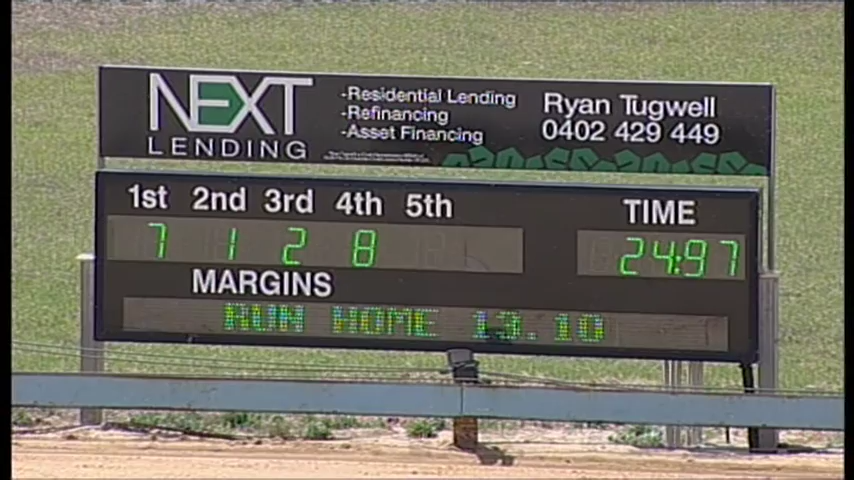 NEXT
LENDING
-Residential Lending
-Refinancing
-Asset Financing
Ryan Tugwell
0402 429 449
1st 2nd 3rd 4th 5th
7 1 2 8
TIME
24:97
MARGINS
RUN HOME 13.10